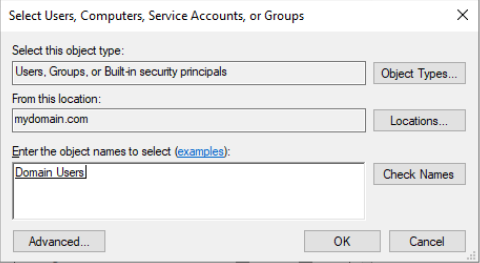 Select Users, Computers, Service Accounts, or Groups
Select this object type:
Users, Groups, or Built-in security principals
Object Types...
From this location:
mydomain.com
Locations...
Enter the object names to select (examples):
Domain Users
Check Names
Advanced...
OK
Cancel